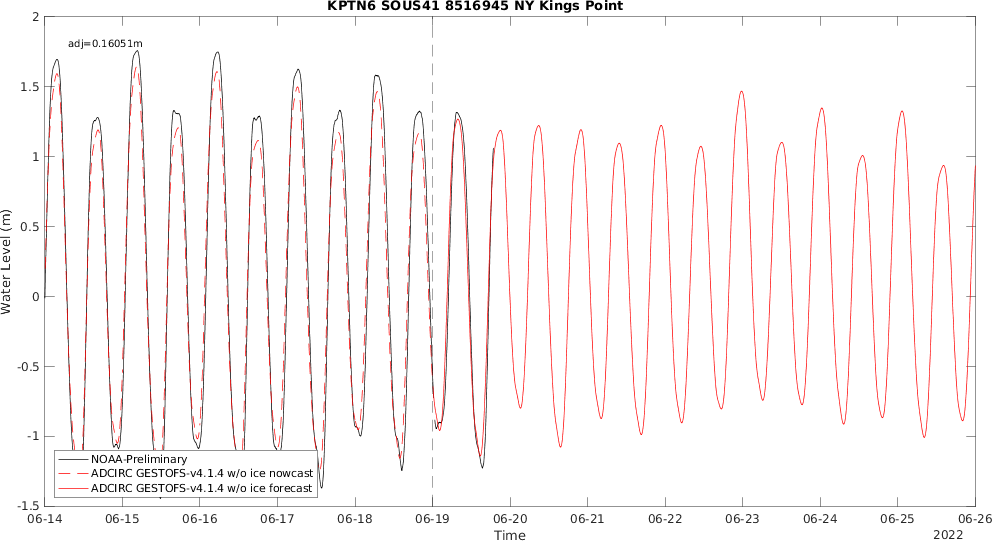 KPTN6 SOUS41 8516945 NY Kings Point
adj=0.16051m
Water Level (m)
2
1.5
1
0.5
0
-0.5
-1
-1.5
NOAA-Preliminary
ADCIRC GESTOFS-v4.1.4 w/o ice nowcast
ADCIRC GESTOFS-v4.1.4 w/o ice forecast
06-14 06-15 06-16 06-17 06-18 06-19 06-20 06-21 06-22 06-23 06-24 06-25 06-26
Time
2022